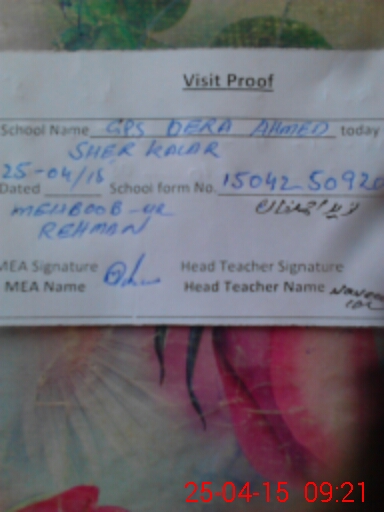 Visit Proof
School Name GPS DERA AHMED today
SHER KALAR
25-04/15
Dated School form No. 15042 50920
MEHBOOB-UR
REHMAN
MEA Signature Head Teacher Signature
MEA Name Head Teacher Name
25-04-15 09:21